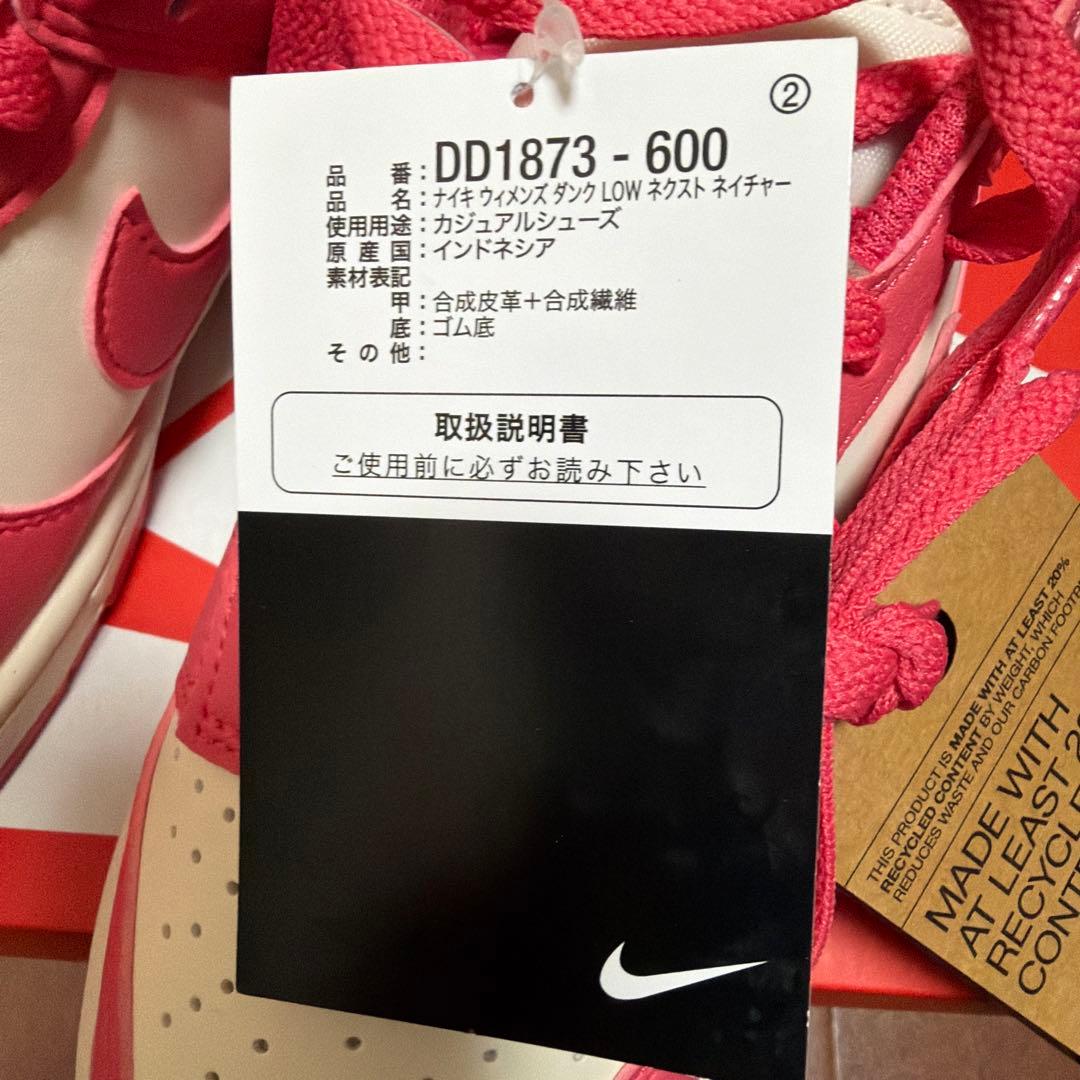 ②
品番：DD1873 - 600
品名：ナイキ ウィメンズ ダンク LOW ネクスト ネイチャー
使用用途：カジュアルシューズ
原産国：インドネシア
素材表記
甲：合成皮革＋合成繊維
底：ゴム底
その他：
取扱説明書
ご使用前に必ずお読み下さい
THIS PRODUCT IS MADE WITH AT LEAST 20%
RECYCLED CONTENT BY WEIGHT, WHICH
REDUCES WASTE AND OUR CARBON
MADE WITH
AT LEAST